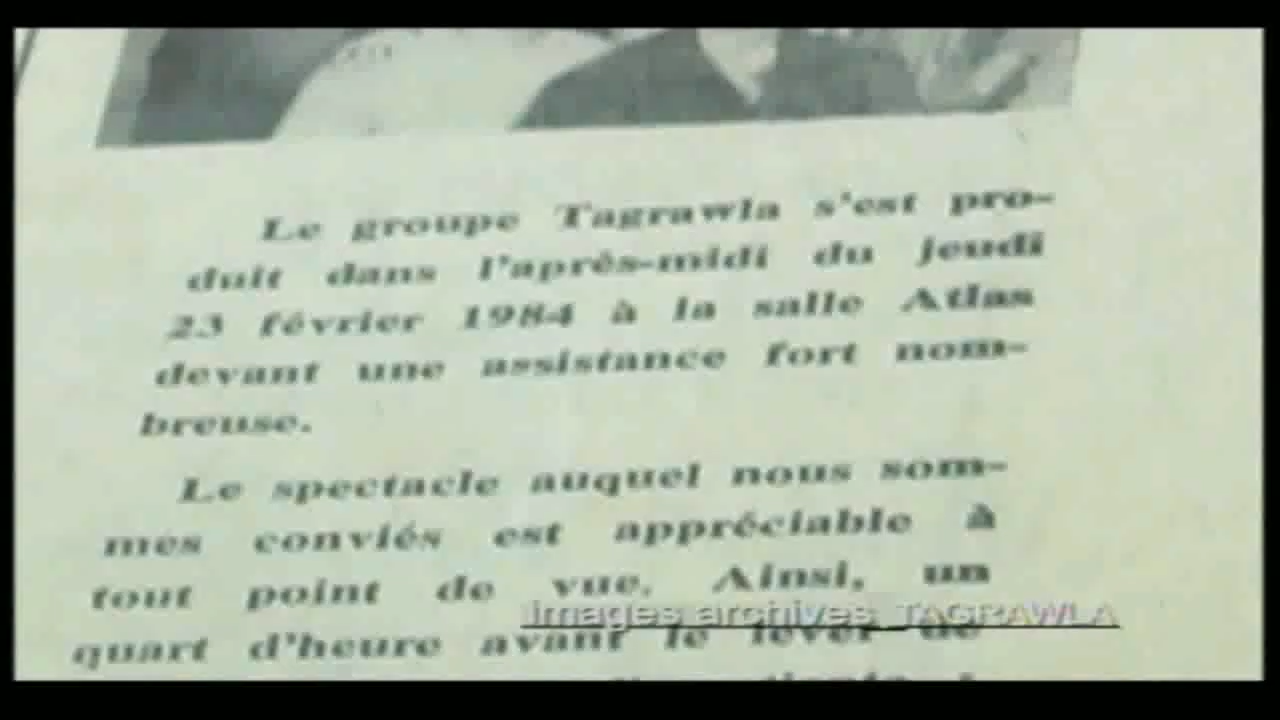 Le groupe Tagrawla s'est pro-
duit dans l'après-midi du jeudi
23 février 1984 à la salle Atlas
devant une assistance fort nom-
breuse.
Le spectacle auquel nous som-
mes conviés est appréciable à
tout point de vue. Ainsi, un
quart d'heure avant le lever de
images archives TAGRAWLA